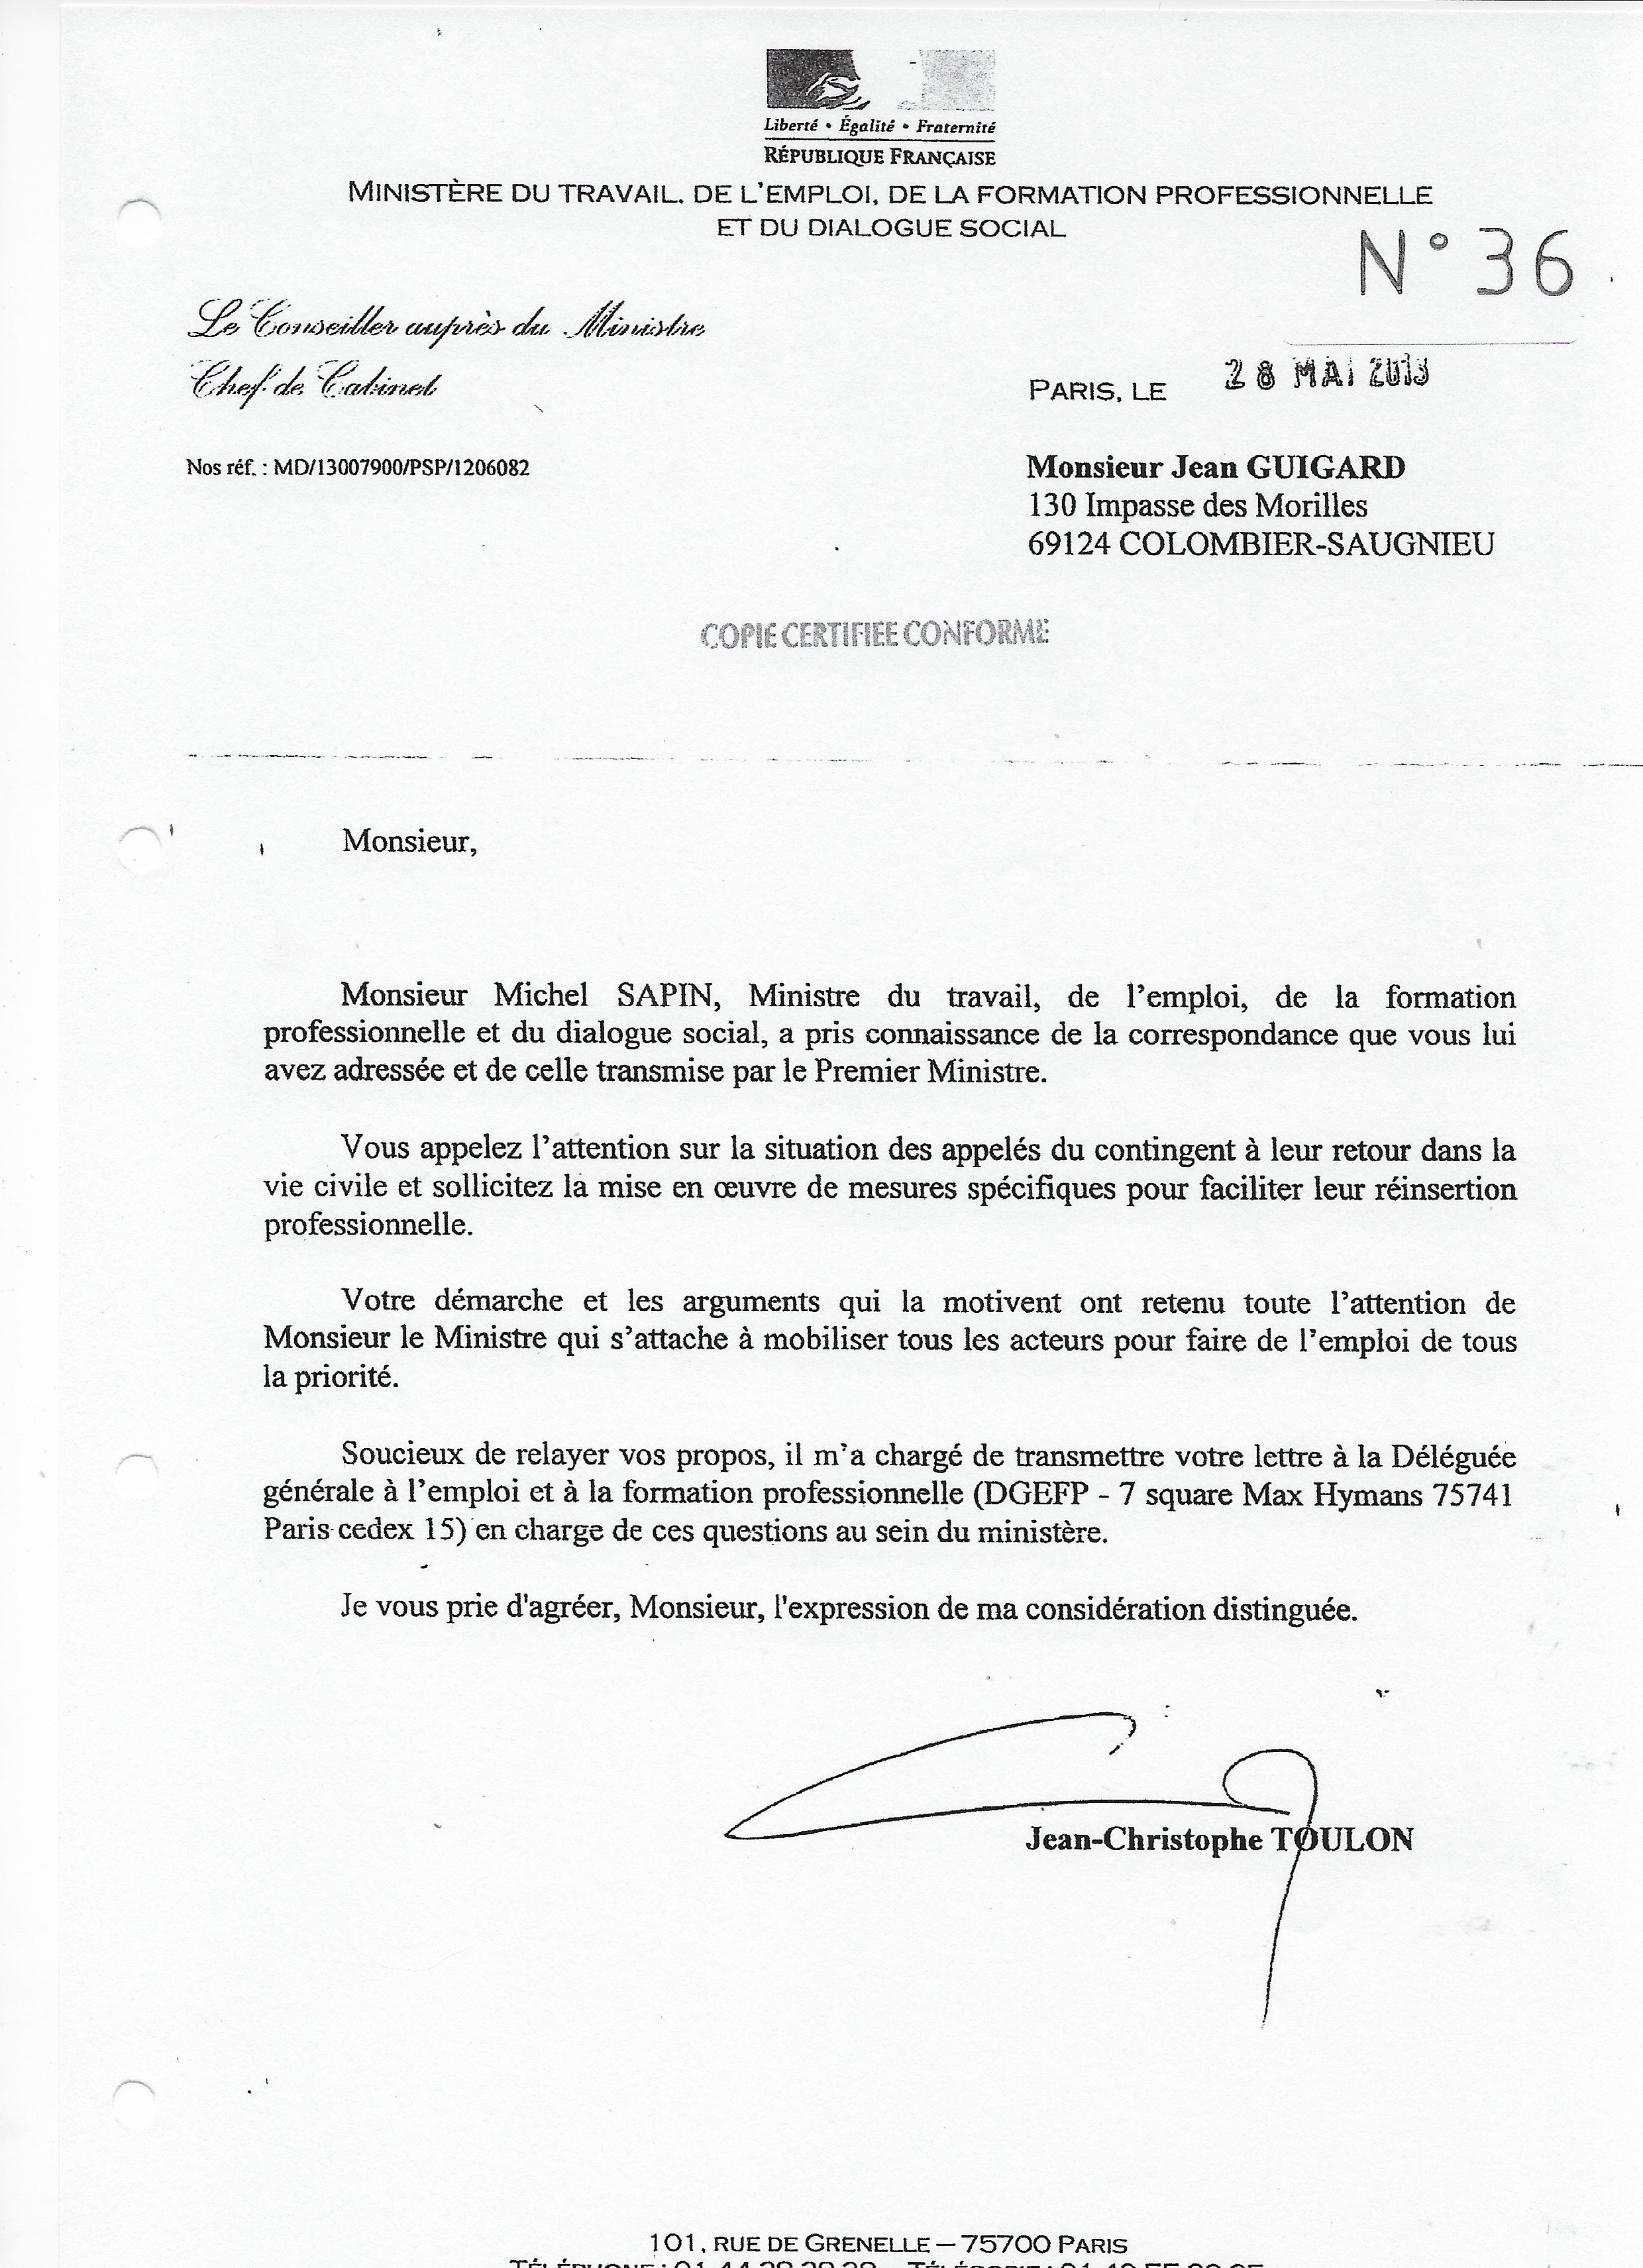 Liberté • Égalité • Fraternité
RÉPUBLIQUE FRANÇAISE
MINISTÈRE DU TRAVAIL, DE L'EMPLOI, DE LA FORMATION PROFESSIONNELLE
ET DU DIALOGUE SOCIAL
N° 36
Le Conseiller auprès du Ministre
Chef de Cabinet
PARIS, LE 28 MAI 2013
Nos réf. : MD/13007900/PSP/1206082
Monsieur Jean GUIGARD
130 Impasse des Morilles
69124 COLOMBIER-SAUGNIEU
COPIE CERTIFIEE CONFORME
Monsieur,
Monsieur Michel SAPIN, Ministre du travail, de l'emploi, de la formation
professionnelle et du dialogue social, a pris connaissance de la correspondance que vous lui
avez adressée et de celle transmise par le Premier Ministre.
Vous appelez l'attention sur la situation des appelés du contingent à leur retour dans la
vie civile et sollicitez la mise en œuvre de mesures spécifiques pour faciliter leur réinsertion
professionnelle.
Votre démarche et les arguments qui la motivent ont retenu toute l'attention de
Monsieur le Ministre qui s'attache à mobiliser tous les acteurs pour faire de l'emploi de tous
la priorité.
Soucieux de relayer vos propos, il m'a chargé de transmettre votre lettre à la Déléguée
générale à l'emploi et à la formation professionnelle (DGEFP - 7 square Max Hymans 75741
Paris cedex 15) en charge de ces questions au sein du ministère.
Je vous prie d'agréer, Monsieur, l'expression de ma considération distinguée.
Jean-Christophe TOULON
101, RUE DE GRENELLE – 75700 PARIS